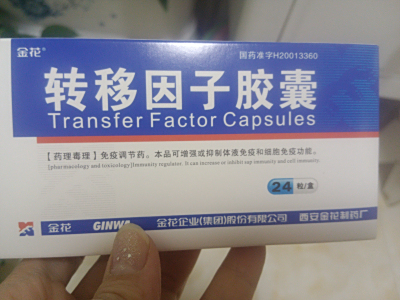 金花®
国药准字H20013360
转移因子胶囊
Transfer Factor Capsules
【药理毒理】免疫调节药。本品可增强或抑制体液免疫和细胞免疫功能。
[pharmacology and toxicology]Immunity regulator. It can increase or inhibit sap immunity and cell immunity.
24 粒/盒
金花 GINWA 金花企业(集团)股份有限公司 西安金花制药厂